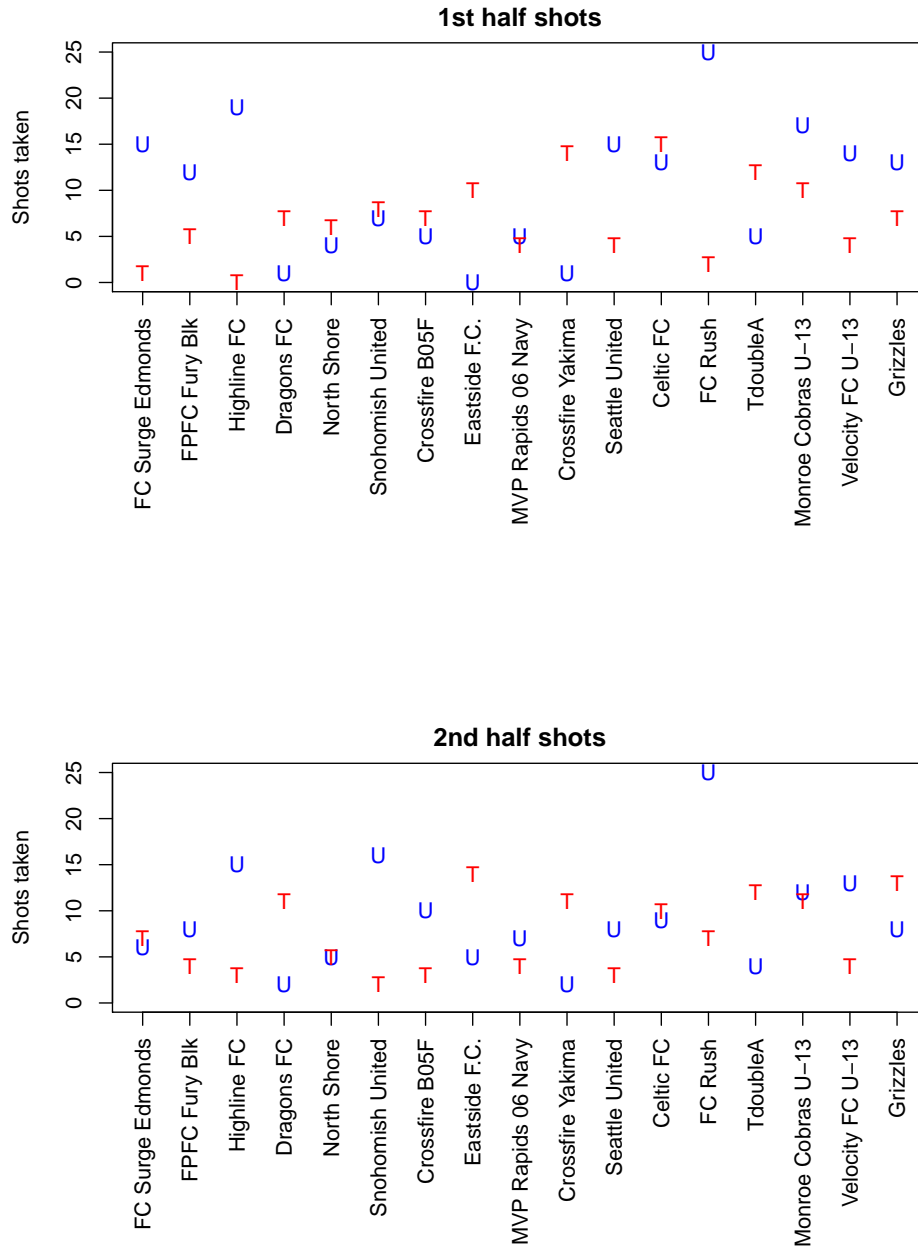 1st half shots
Shots taken
25
20
15
10
5
0
U U U T U T U T U T U T U T U T U T U T U T U T U T U T U T U T U T
FC Surge Edmonds
FPFC Fury Blk
Highline FC
Dragons FC
North Shore
Snohomish United
Crossfire B05F
Eastside F.C.
MVP Rapids 06 Navy
Crossfire Yakima
Seattle United
Celtic FC
FC Rush
TdoubleA
Monroe Cobras U−13
Velocity FC U−13
Grizzles
2nd half shots
Shots taken
25
20
15
10
5
0
U T U T U T U T U T U T U T U T U T U T U T U T U T U T U T U T U T
FC Surge Edmonds
FPFC Fury Blk
Highline FC
Dragons FC
North Shore
Snohomish United
Crossfire B05F
Eastside F.C.
MVP Rapids 06 Navy
Crossfire Yakima
Seattle United
Celtic FC
FC Rush
TdoubleA
Monroe Cobras U−13
Velocity FC U−13
Grizzles